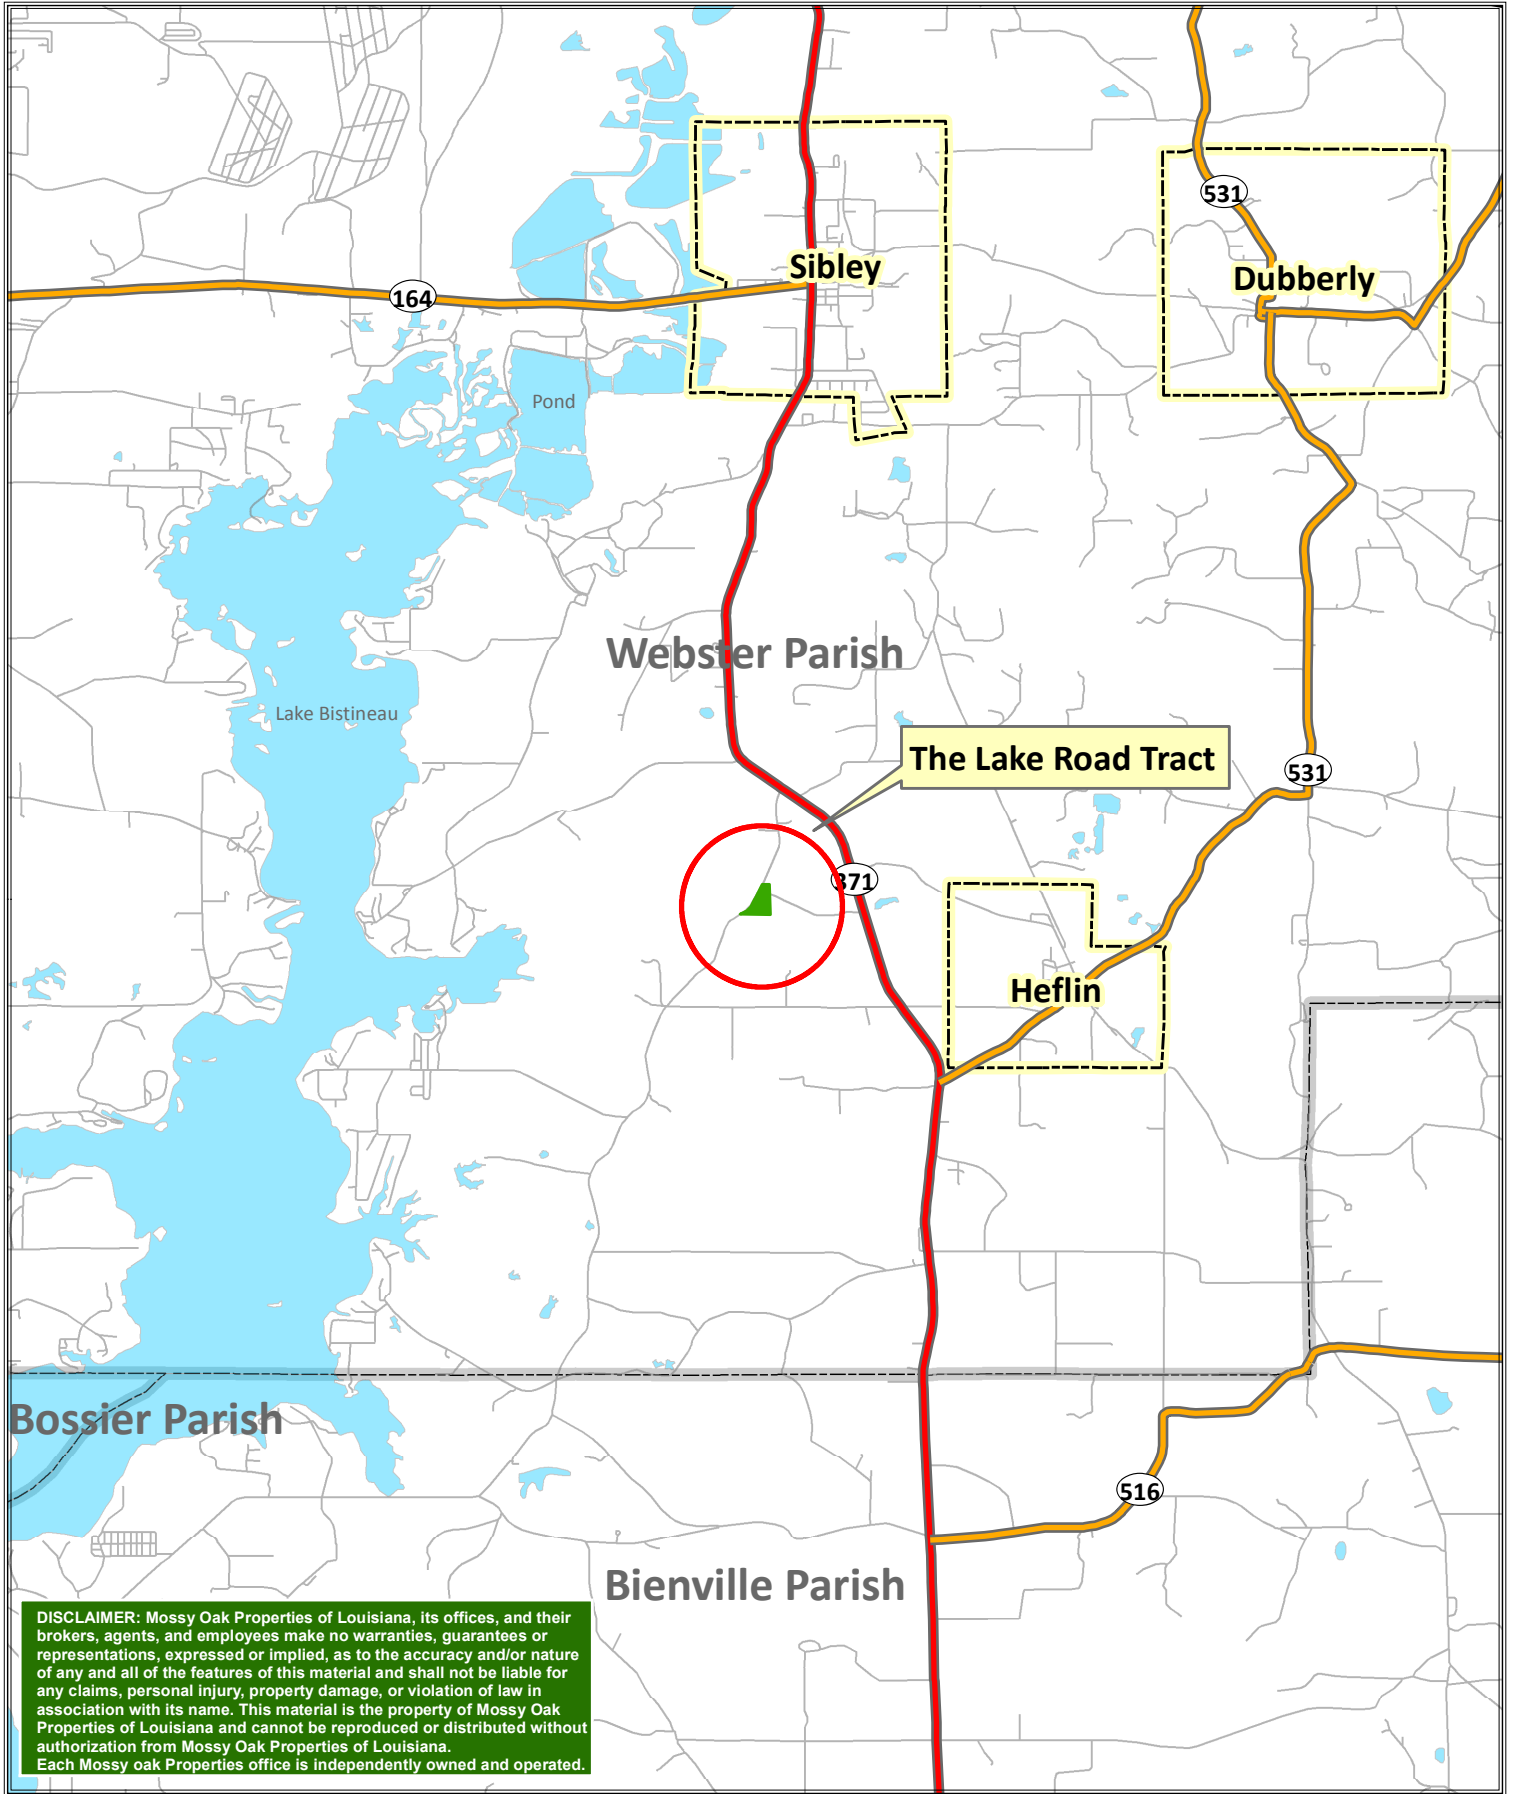 531
Sibley
Dubberly
164
Pond
Webster Parish
Lake Bistineau
The Lake Road Tract
531
371
Heflin
Bossier Parish
516
Bienville Parish
DISCLAIMER: Mossy Oak Properties of Louisiana, its offices, and their
brokers, agents, and employees make no warranties, guarantees or
representations, expressed or implied, as to the accuracy and/or nature
of any and all of the features of this material and shall not be liable for
any claims, personal injury, property damage, or violation of law in
association with its name. This material is the property of Mossy Oak
Properties of Louisiana and cannot be reproduced or distributed without
authorization from Mossy Oak Properties of Louisiana.
Each Mossy oak Properties office is independently owned and operated.